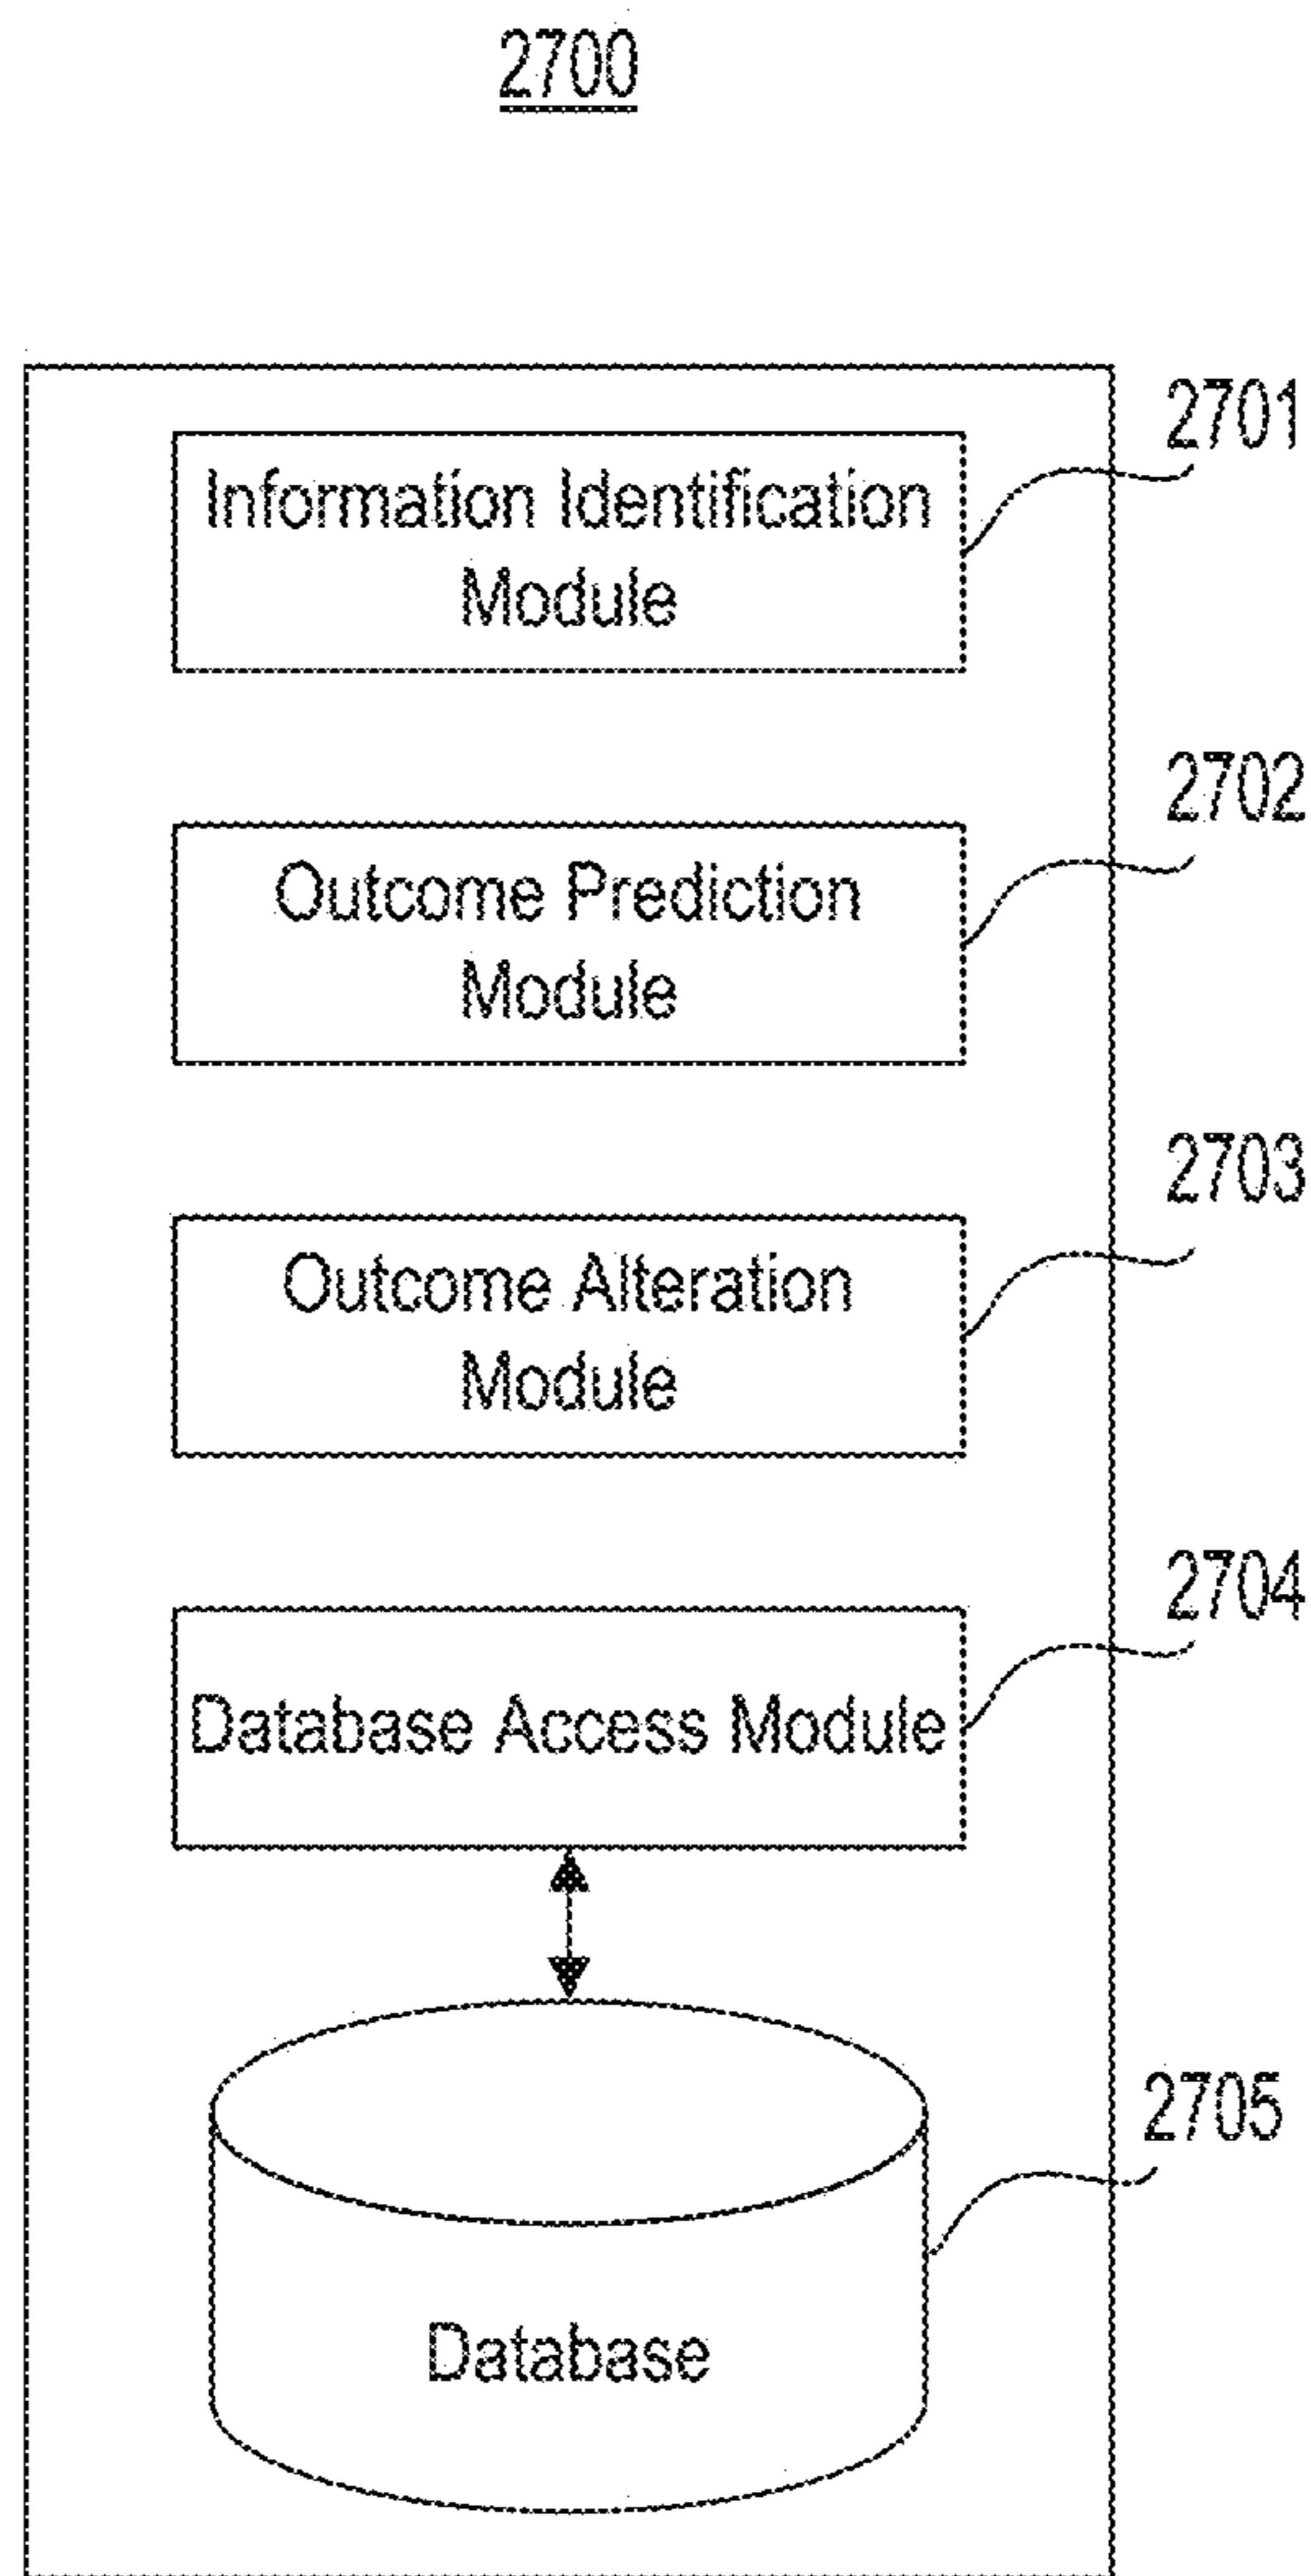 2700
2701
Information Identification
Module
2702
Outcome Prediction
Module
2703
Outcome Alteration
Module
2704
Database Access Module
2705
Database